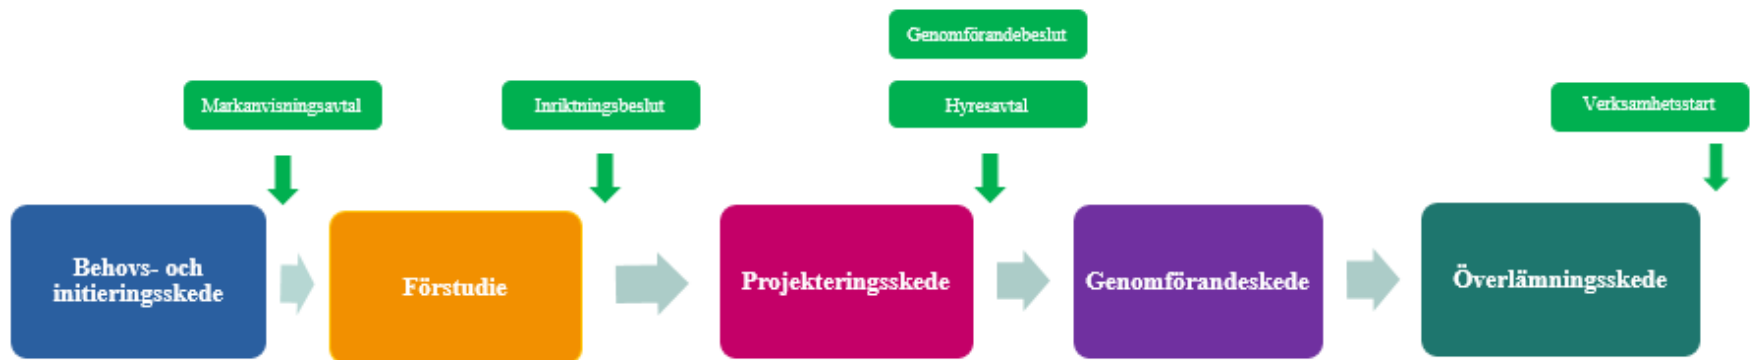 Genomförandebeslut
Markanvisningsavtal
Inriktningsbeslut
Hyresavtal
Verksamhetsstart
Behovs- och
initieringsskede
Förstudie
Projekteringsskede
Genomförandeskede
Överlämningsskede